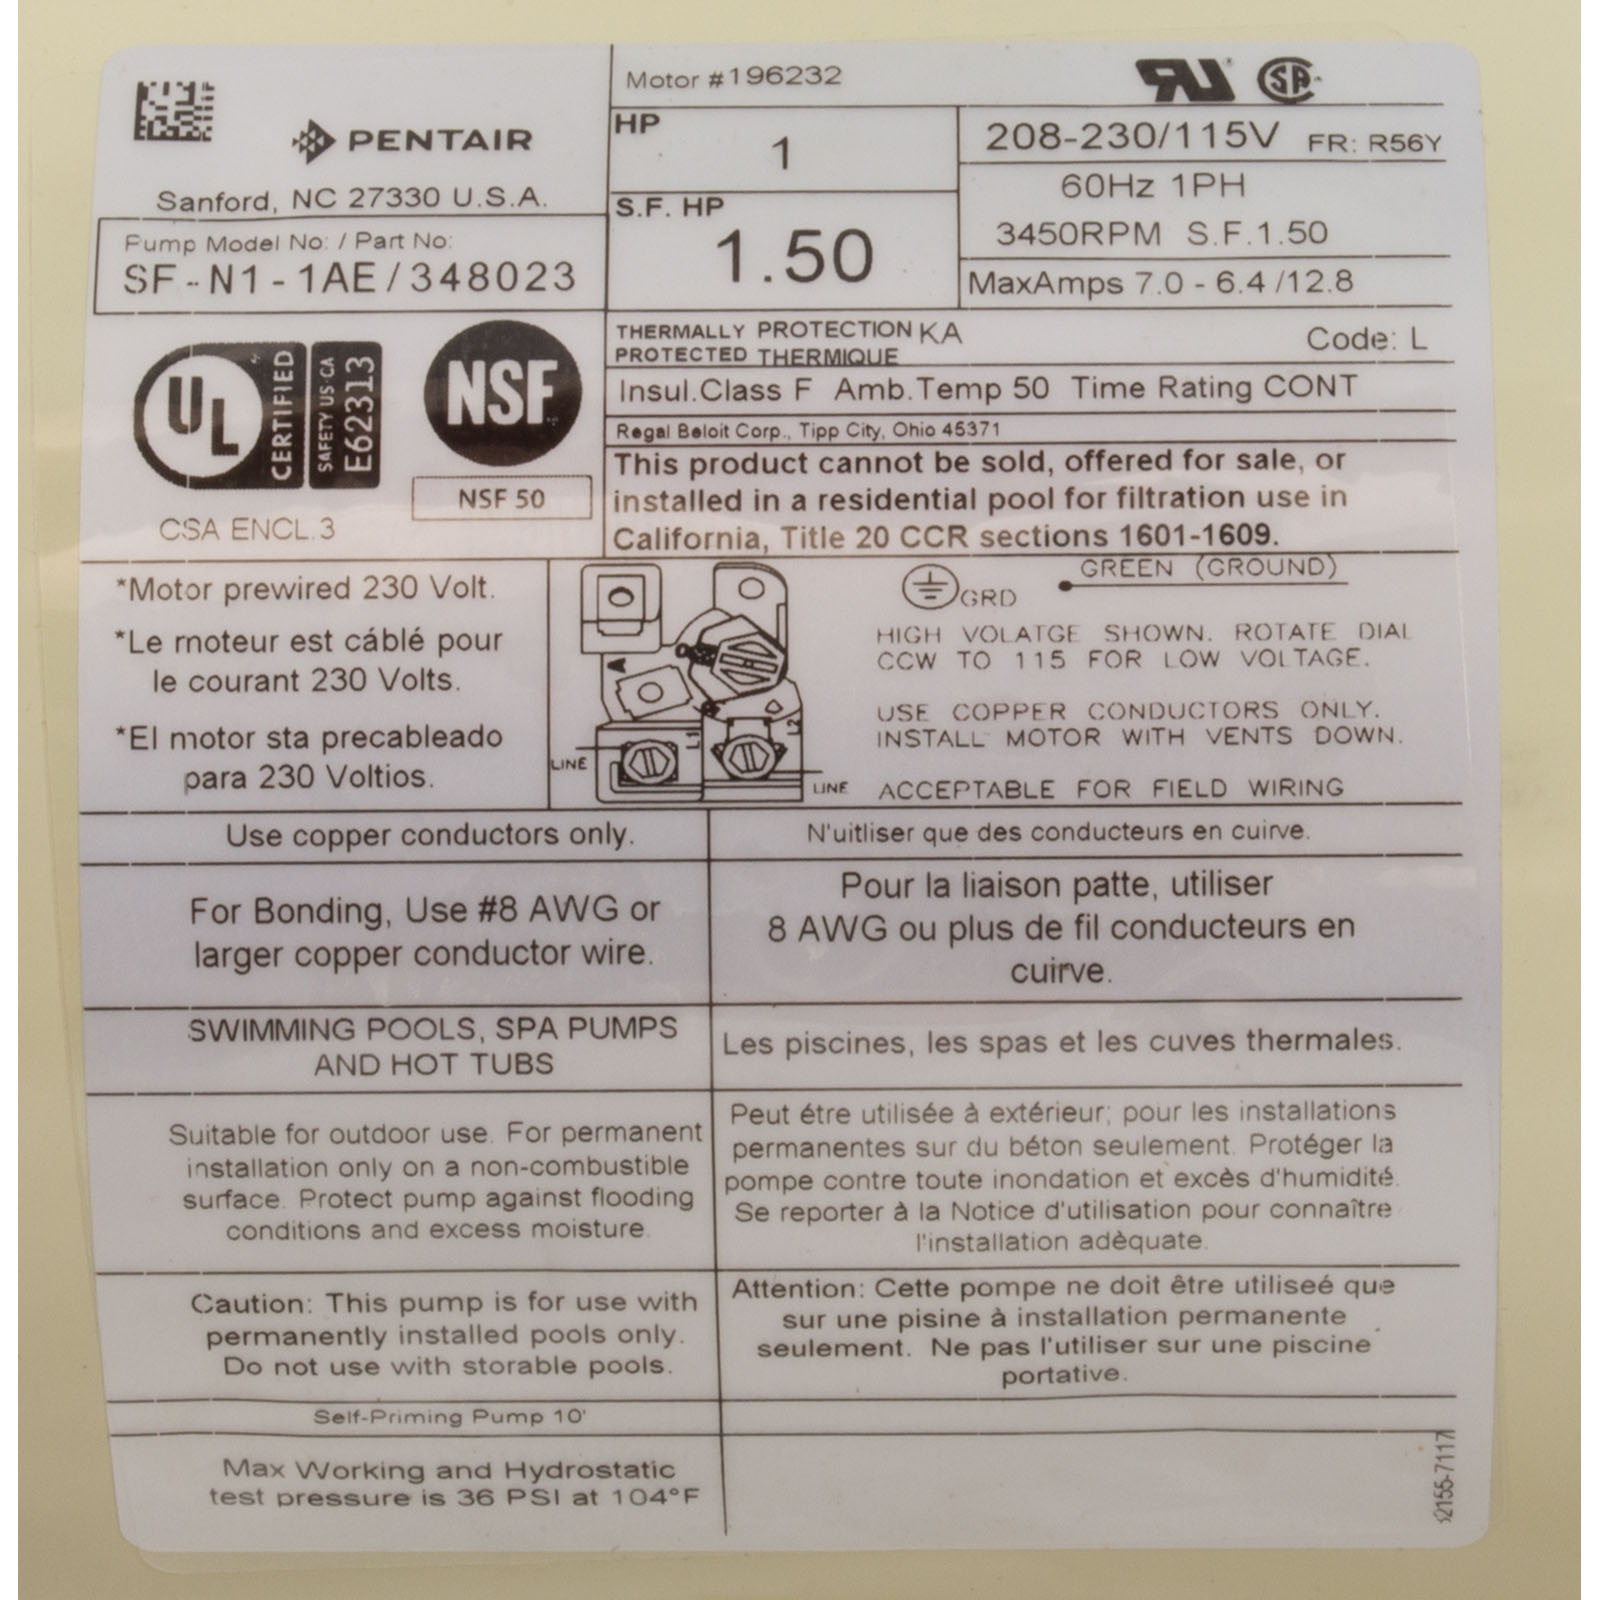 PENTAIR
Sanford, NC 27330 U.S.A.
Pump Model No: / Part No:
SF-N1-1AE/348023
Motor #196232
HP
1
S.F. HP
1.50
208-230/115V FR: R56Y
60Hz 1PH
3450RPM S.F.1.50
MaxAmps 7.0 - 6.4 /12.8
UL
CERTIFIED
SAFETY US·CA
E62313
NSF
NSF 50
CSA ENCL.3
THERMALLY PROTECTION KA
PROTECTED THERMIQUE
Code: L
Insul.Class F Amb.Temp 50 Time Rating CONT
Regal Beloit Corp., Tipp City, Ohio 45371
This product cannot be sold, offered for sale, or
installed in a residential pool for filtration use in
California, Title 20 CCR sections 1601-1609.
*Motor prewired 230 Volt.
*Le moteur est cáblé pour
le courant 230 Volts.
*El motor sta precableado
para 230 Voltios.
A
L1
L2
LINE
LINE
GRD
GREEN (GROUND)
HIGH VOLATGE SHOWN. ROTATE DIAL
CCW TO 115 FOR LOW VOLTAGE.
USE COPPER CONDUCTORS ONLY.
INSTALL MOTOR WITH VENTS DOWN.
ACCEPTABLE FOR FIELD WIRING
Use copper conductors only.
N'uitliser que des conducteurs en cuirve.
For Bonding, Use #8 AWG or
larger copper conductor wire.
Pour la liaison patte, utiliser
8 AWG ou plus de fil conducteurs en
cuirve.
SWIMMING POOLS, SPA PUMPS
AND HOT TUBS
Les piscines, les spas et les cuves thermales.
Suitable for outdoor use. For permanent
installation only on a non-combustible
surface. Protect pump against flooding
conditions and excess moisture.
Peut étre utilisée à extérieur; pour les installations
permanentes sur du béton seulement. Protéger la
pompe contre toute inondation et excès d'humidité.
Se reporter à la Notice d'utilisation pour connaître
l'installation adèquate.
Caution: This pump is for use with
permanently installed pools only.
Do not use with storable pools.
Attention: Cette pompe ne doit être utiliseé que
sur une pisine à installation permanente
seulement. Ne pas l'utiliser sur une piscine
portative.
Self-Priming Pump 10'
Max Working and Hydrostatic
test pressure is 36 PSI at 104°F